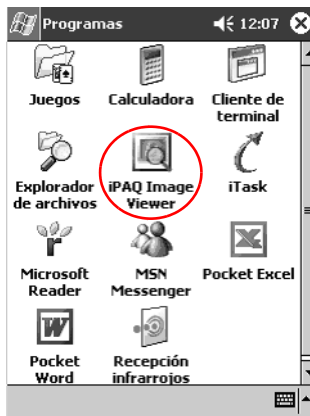 Programas 12:07
Juegos Calculadora Cliente de
terminal
Explorador iPAQ Image iTask
de archivos Viewer
Microsoft MSN Pocket Excel
Reader Messenger
Pocket Recepción
Word infrarrojos